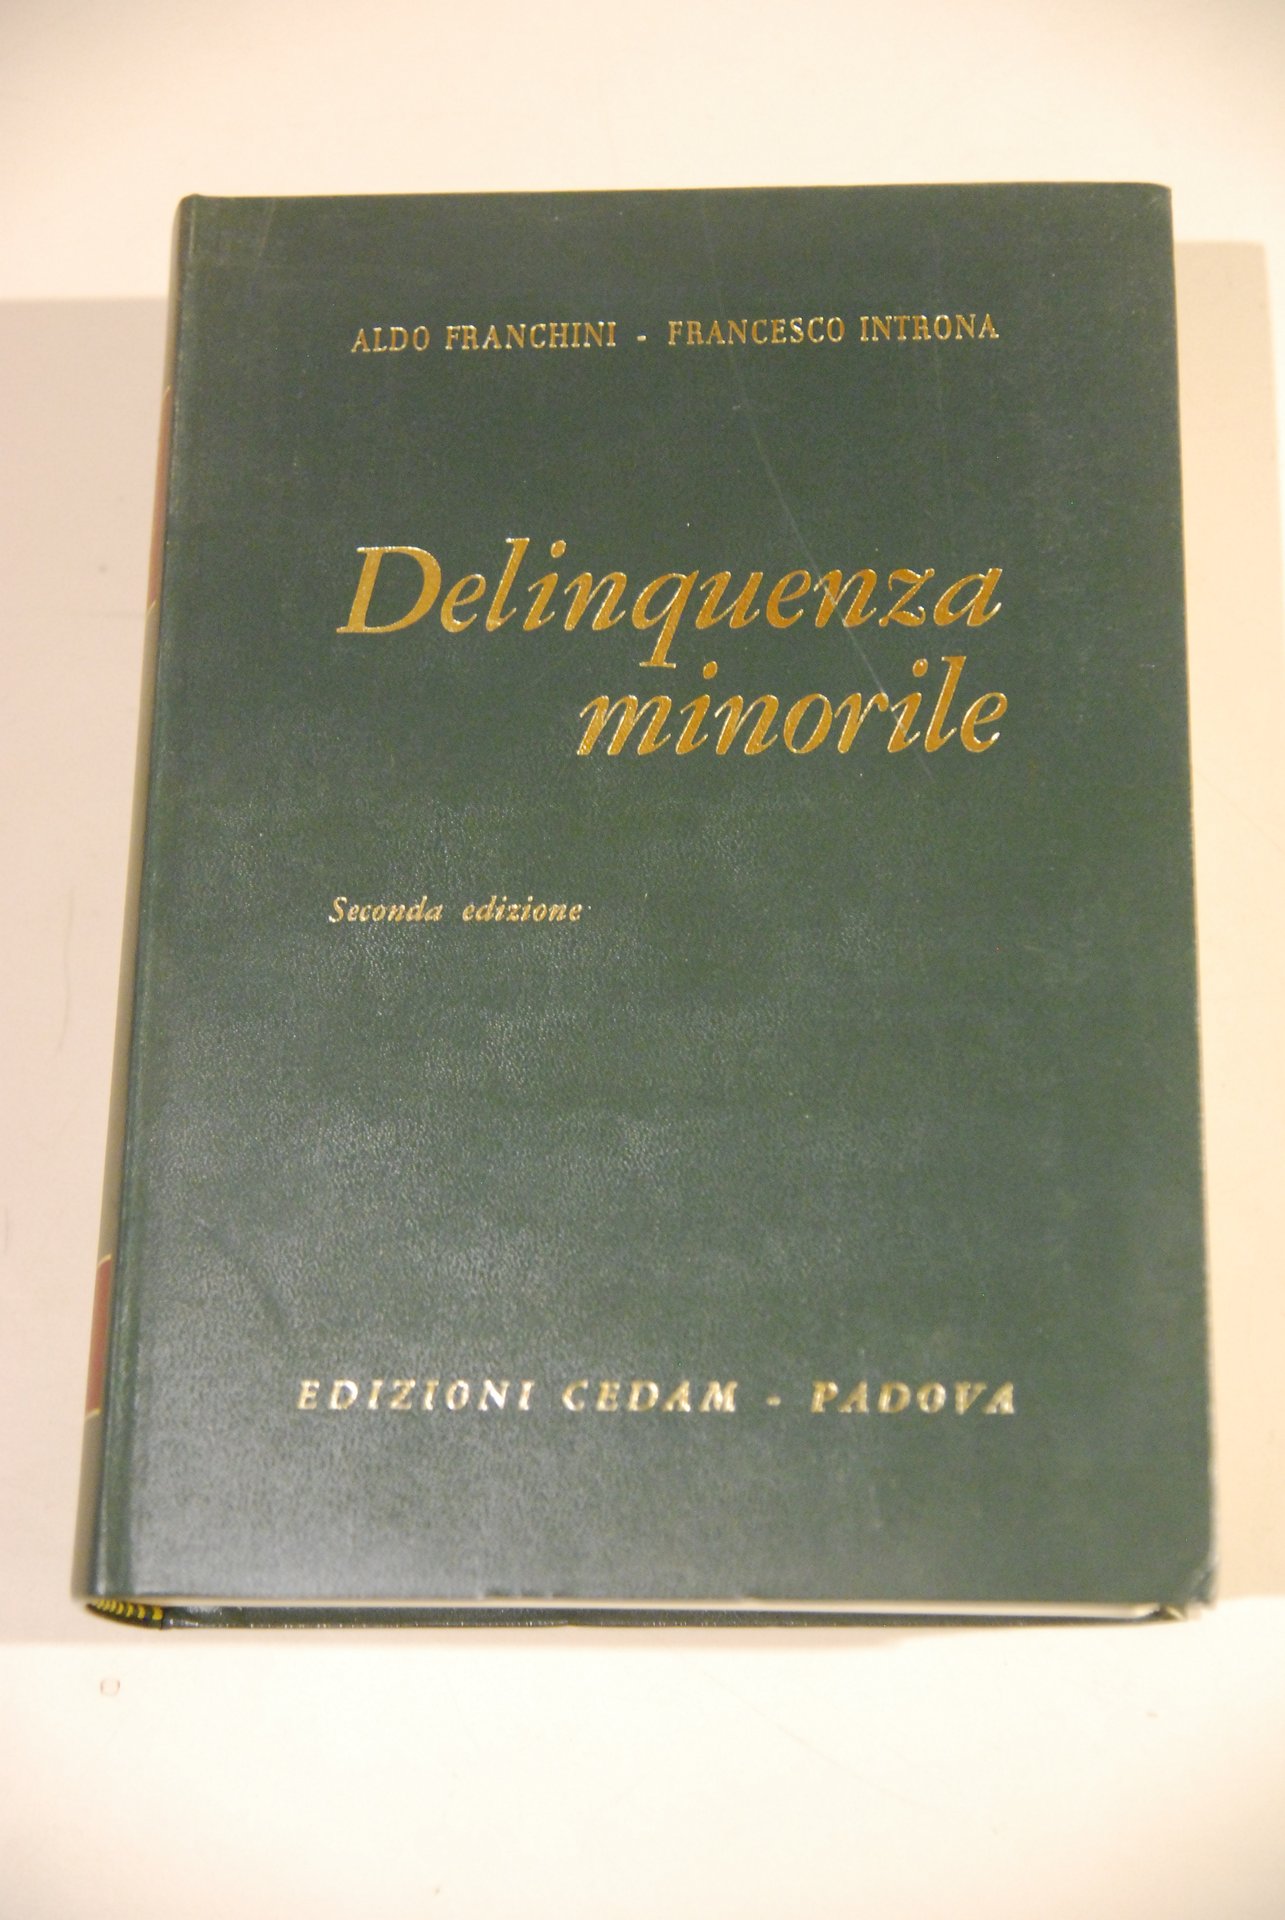 ALDO FRANCHINI - FRANCESCO INTRONA
Delinquenza
minorile
Seconda edizione
EDIZIONI CEDAM - PADOVA